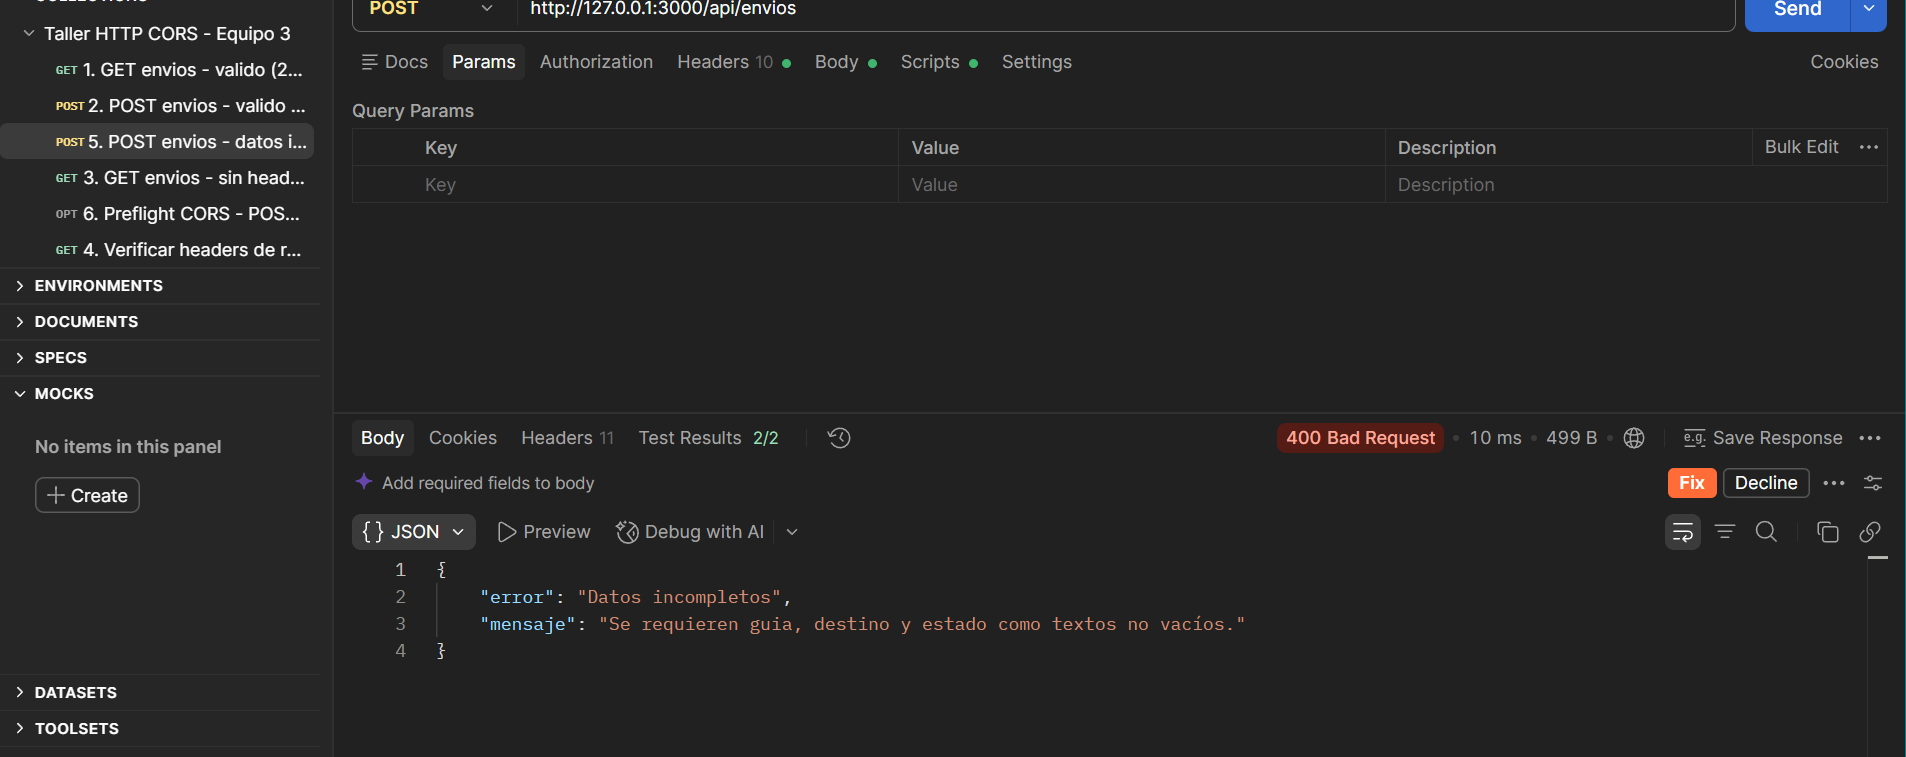 POST http://127.0.0.1:3000/api/envios Send
Taller HTTP CORS - Equipo 3
GET 1. GET envios - valido (2...
POST 2. POST envios - valido ...
POST 5. POST envios - datos i...
GET 3. GET envios - sin head...
OPT 6. Preflight CORS - POS...
GET 4. Verificar headers de r...
ENVIRONMENTS
DOCUMENTS
SPECS
MOCKS
No items in this panel
Create
DATASETS
TOOLSETS
Docs Params Authorization Headers 10 Body Scripts Settings Cookies
Query Params
Key Value Description Bulk Edit
Key Value Description
Body Cookies Headers 11 Test Results 2/2 400 Bad Request 10 ms 499 B e.g. Save Response
Add required fields to body Fix Decline
{} JSON Preview Debug with AI
1 {
2 "error": "Datos incompletos",
3 "mensaje": "Se requieren guia, destino y estado como textos no vacíos."
4 }